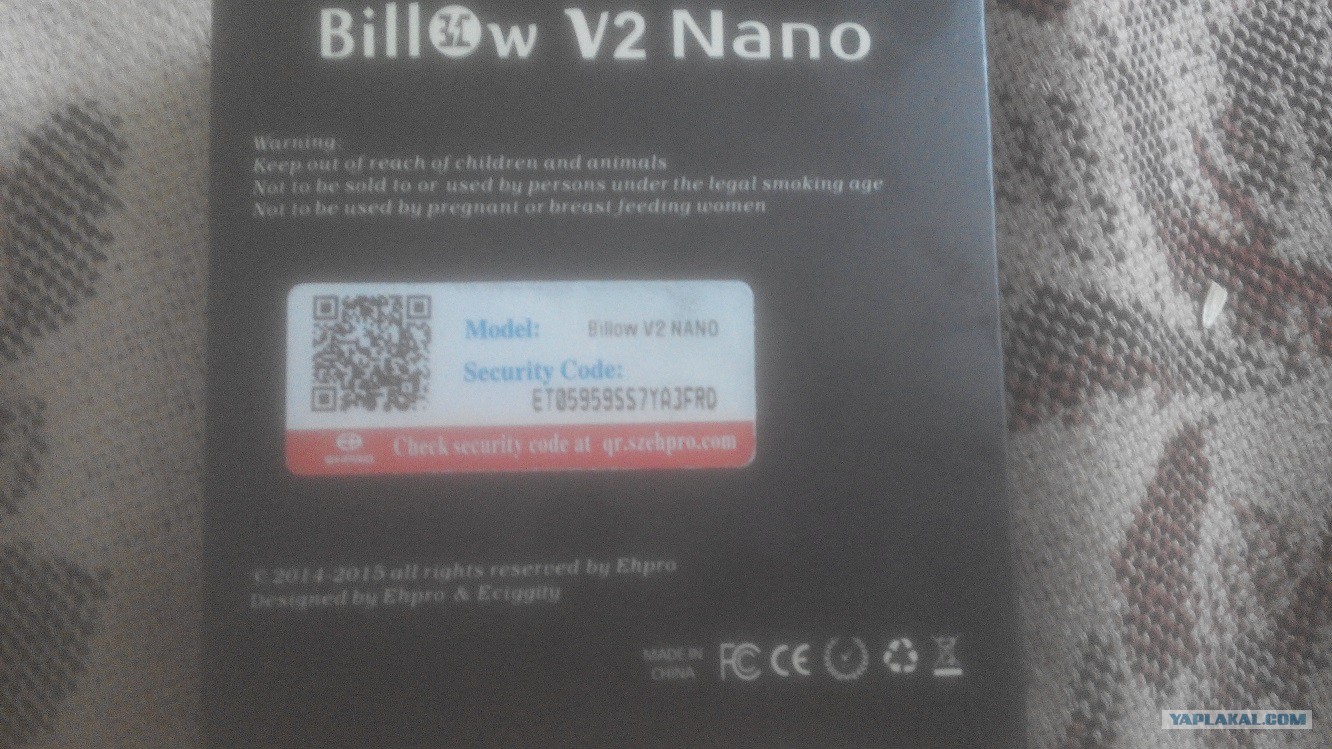 Billow V2 Nano
Warning:
Keep out of reach of children and animals
Not to be sold to or used by persons under the legal smoking age
Not to be used by pregnant or breast feeding women
Model: Billow V2 NANO
Security Code:
ET05959SS7YA3FRD
EHPRO
Check security code at qr.szehpro.com
© 2014-2015 all rights reserved by Ehpro
Designed by Ehpro & Eciggity
MADE IN
CHINA
FC CE
YAPLAKAL.COM